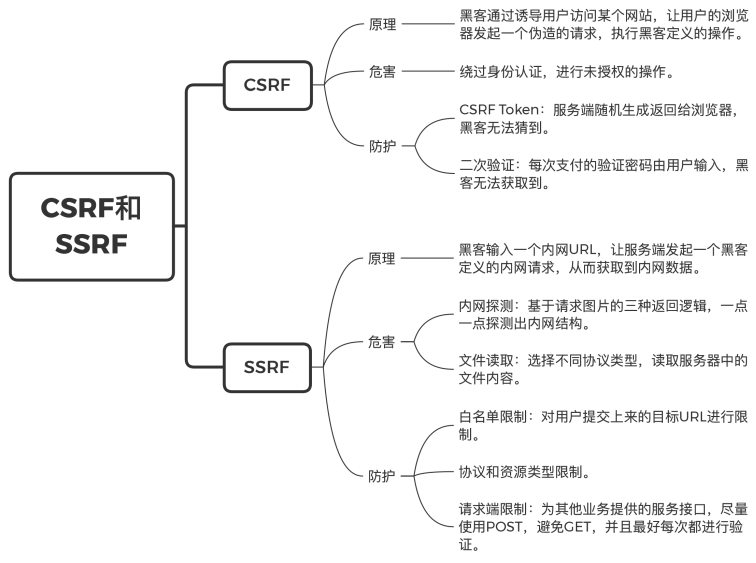 CSRF和
SSRF
CSRF
原理
黑客通过诱导用户访问某个网站，让用户的浏览
器发起一个伪造的请求，执行黑客定义的操作。
危害
绕过身份认证，进行未授权的操作。
防护
CSRF Token：服务端随机生成返回给浏览器，
黑客无法猜到。
二次验证：每次支付的验证密码由用户输入，黑
客无法获取到。
SSRF
原理
黑客输入一个内网URL，让服务端发起一个黑客
定义的内网请求，从而获取到内网数据。
危害
内网探测：基于请求图片的三种返回逻辑，一点
一点探测出内网结构。
文件读取：选择不同协议类型，读取服务器中的
文件内容。
防护
白名单限制：对用户提交上来的目标URL进行限
制。
协议和资源类型限制。
请求端限制：为其他业务提供的服务接口，尽量
使用POST，避免GET，并且最好每次都进行验
证。